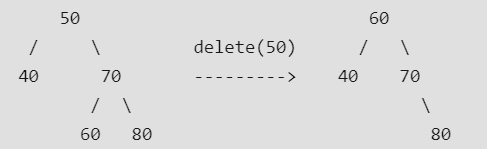 50 60
/ \ delete(50) / \
40 70 ---------> 40 70
/ \ \
60 80 80